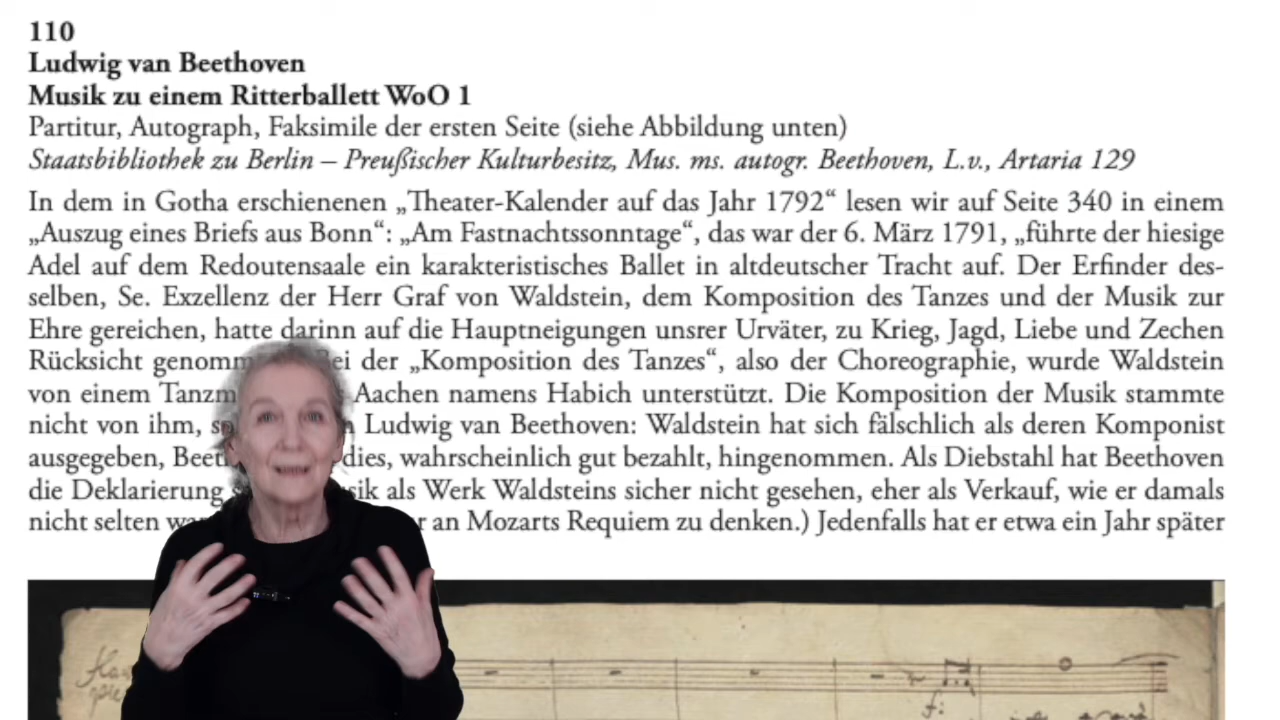 110
Ludwig van Beethoven
Musik zu einem Ritterballett WoO 1
Partitur, Autograph, Faksimile der ersten Seite (siehe Abbildung unten)
Staatsbibliothek zu Berlin – Preußischer Kulturbesitz, Mus. ms. autogr. Beethoven, L.v., Artaria 129
In dem in Gotha erschienenen „Theater-Kalender auf das Jahr 1792“ lesen wir auf Seite 340 in einem
„Auszug eines Briefs aus Bonn“: „Am Fastnachtssonntage“, das war der 6. März 1791, „führte der hiesige
Adel auf dem Redoutensaale ein karakteristisches Ballet in altdeutscher Tracht auf. Der Erfinder des-
selben, Se. Exzellenz der Herr Graf von Waldstein, dem Komposition des Tanzes und der Musik zur
Ehre gereichen, hatte darinn auf die Hauptneigungen unsrer Urväter, zu Krieg, Jagd, Liebe und Zechen
Rücksicht der „Komposition des Tanzes“, also der Choreographie, wurde Waldstein
von einem Aachen namens Habich unterstützt. Die Komposition der Musik stammte
nicht von ihm, Ludwig van Beethoven: Waldstein hat sich fälschlich als deren Komponist
ausgegeben, dies, wahrscheinlich gut bezahlt, hingenommen. Als Diebstahl hat Beethoven
die Deklarierung als Werk Waldsteins sicher nicht gesehen, eher als Verkauf, wie er damals
nicht selten an Mozarts Requiem zu denken.) Jedenfalls hat er etwa ein Jahr später